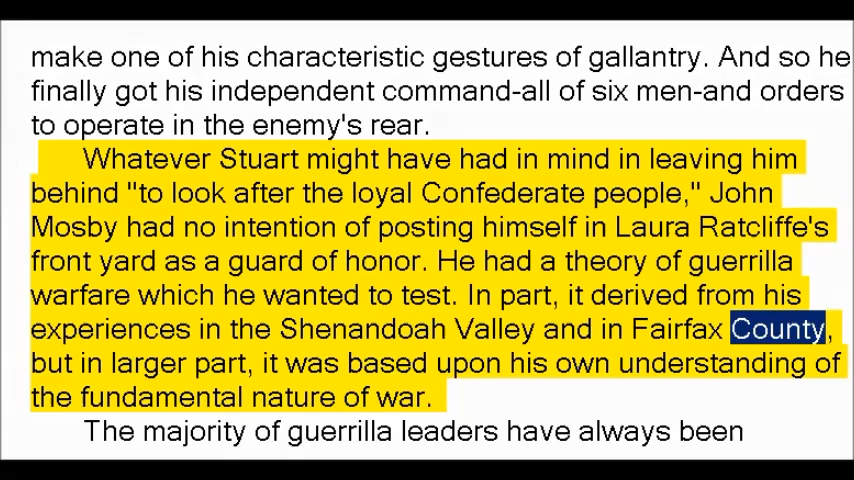 make one of his characteristic gestures of gallantry. And so he
finally got his independent command-all of six men-and orders
to operate in the enemy's rear.
Whatever Stuart might have had in mind in leaving him
behind "to look after the loyal Confederate people," John
Mosby had no intention of posting himself in Laura Ratcliffe's
front yard as a guard of honor. He had a theory of guerrilla
warfare which he wanted to test. In part, it derived from his
experiences in the Shenandoah Valley and in Fairfax County,
but in larger part, it was based upon his own understanding of
the fundamental nature of war.
The majority of guerrilla leaders have always been